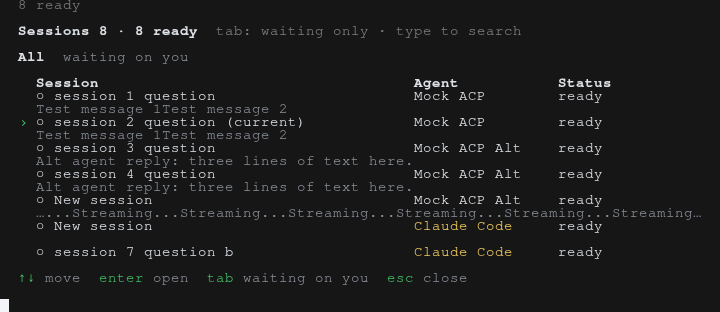 8 ready
Sessions 8 · 8 ready  tab: waiting only · type to search
All  waiting on you
Session  Agent  Status
○ session 1 question  Mock ACP  ready
Test message 1Test message 2
› ○ session 2 question (current)  Mock ACP  ready
Test message 1Test message 2
○ session 3 question  Mock ACP Alt  ready
Alt agent reply: three lines of text here.
○ session 4 question  Mock ACP Alt  ready
Alt agent reply: three lines of text here.
○ New session  Mock ACP Alt  ready
…...Streaming...Streaming...Streaming...Streaming...Streaming...Streaming…
○ New session  Claude Code  ready
○ session 7 question b  Claude Code  ready
↑↓ move  enter open  tab waiting on you  esc close